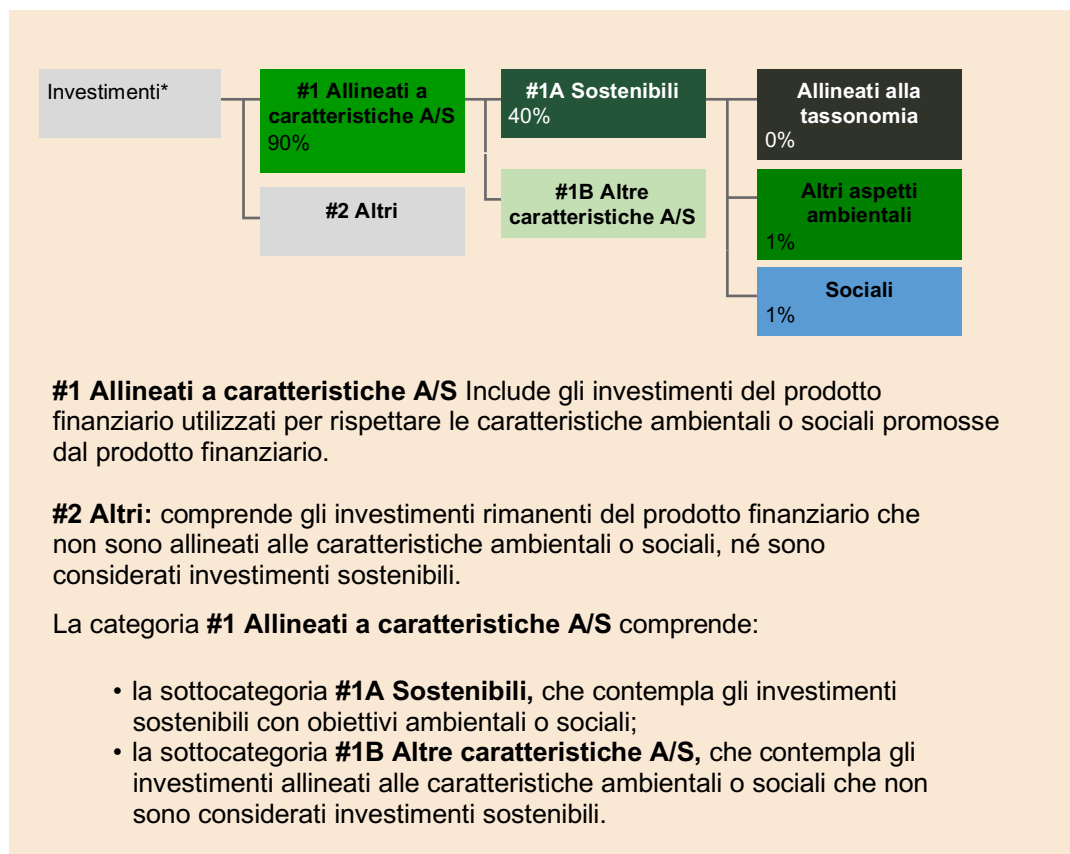 Investimenti*
#1 Allineati a
caratteristiche A/S
90%
#2 Altri
#1A Sostenibili
40%
#1B Altre
caratteristiche A/S
Allineati alla
tassonomia
0%
Altri aspetti
ambientali
1%
Sociali
1%
#1 Allineati a caratteristiche A/S Include gli investimenti del prodotto
finanziario utilizzati per rispettare le caratteristiche ambientali o sociali promosse
dal prodotto finanziario.
#2 Altri: comprende gli investimenti rimanenti del prodotto finanziario che
non sono allineati alle caratteristiche ambientali o sociali, né sono
considerati investimenti sostenibili.
La categoria #1 Allineati a caratteristiche A/S comprende:
• la sottocategoria #1A Sostenibili, che contempla gli investimenti
sostenibili con obiettivi ambientali o sociali;
• la sottocategoria #1B Altre caratteristiche A/S, che contempla gli
investimenti allineati alle caratteristiche ambientali o sociali che non
sono considerati investimenti sostenibili.